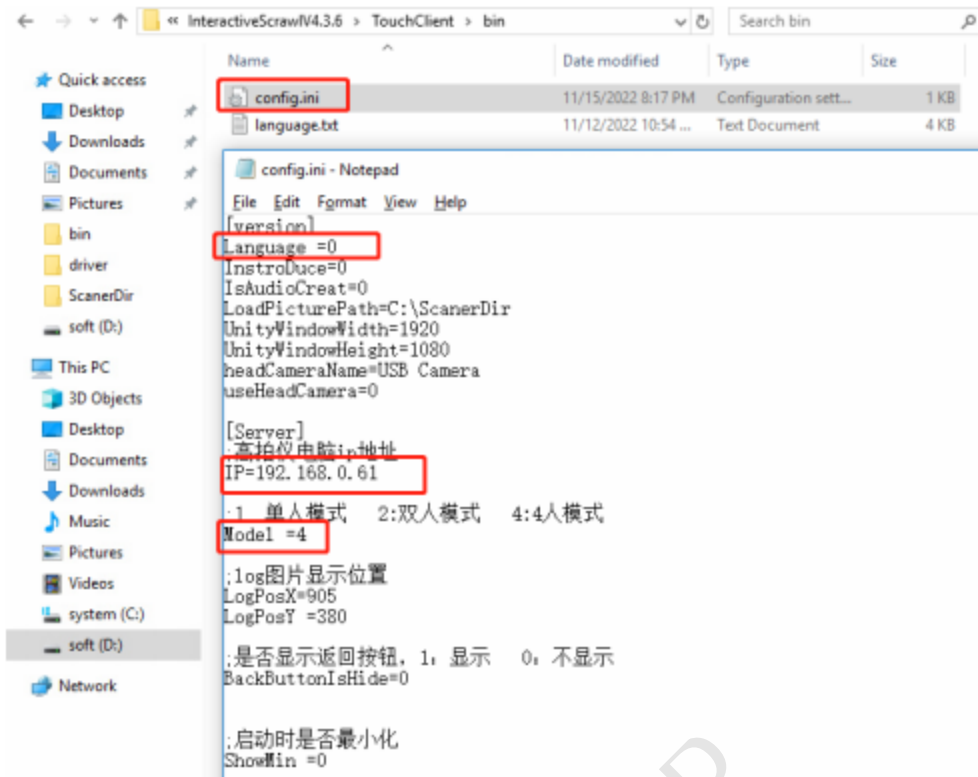 « InteractiveScrawlV4.3.6 > TouchClient > bin
Search bin
Name Date modified Type Size
config.ini 11/15/2022 8:17 PM Configuration sett... 1 KB
language.txt 11/12/2022 10:54 ... Text Document 4 KB
Quick access
Desktop
Downloads
Documents
Pictures
bin
driver
ScanerDir
soft (D:)
This PC
3D Objects
Desktop
Documents
Downloads
Music
Pictures
Videos
system (C:)
soft (D:)
Network
config.ini - Notepad
File Edit Format View Help
[version]
Language =0
InstroDuce=0
IsAudioCreat=0
LoadPicturePath=C:\ScanerDir
UnityWindowWidth=1920
UnityWindowHeight=1080
headCameraName=USB Camera
useHeadCamera=0
[Server]
;高拍仪电脑ip地址
IP=192.168.0.61
;1 单人模式 2:双人模式 4:4人模式
Model =4
;log图片显示位置
LogPosX=905
LogPosY =380
;是否显示返回按钮，1：显示 0：不显示
BackButtonIsHide=0
;启动时是否最小化
ShowMin =0